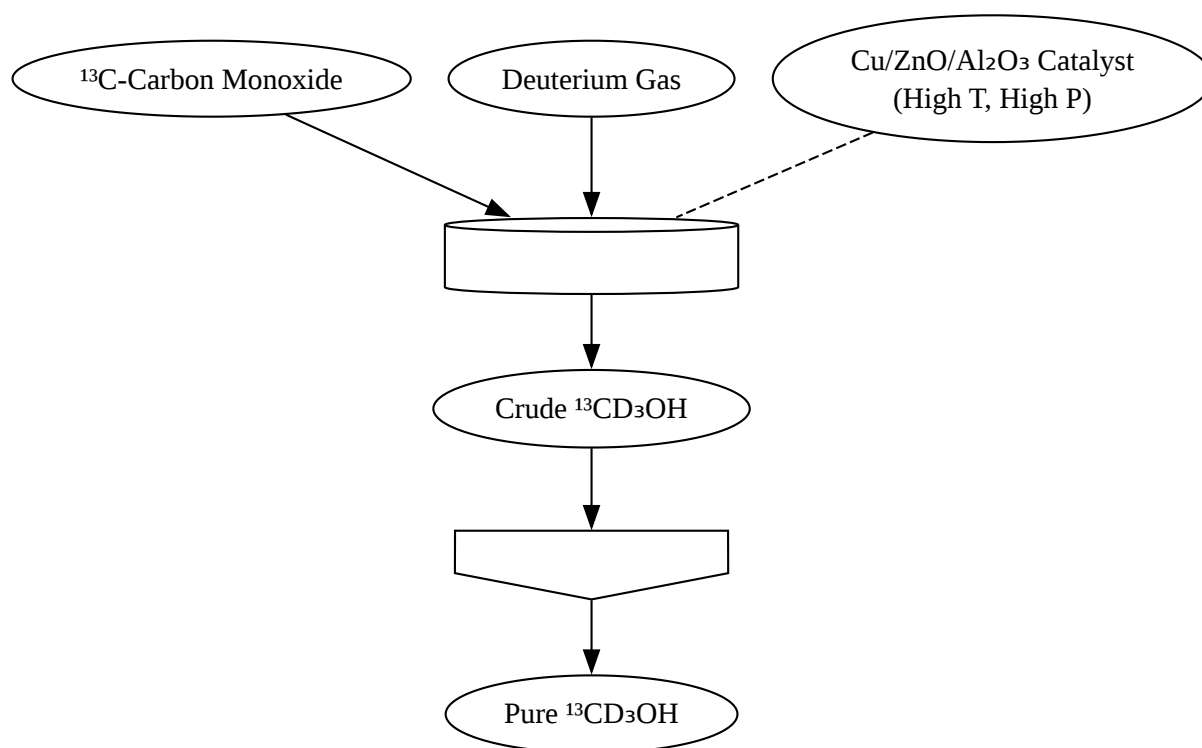 ¹³C-Carbon Monoxide
Deuterium Gas
Cu/ZnO/Al₂O₃ Catalyst
(High T, High P)
Crude ¹³CD₃OH
Pure ¹³CD₃OH